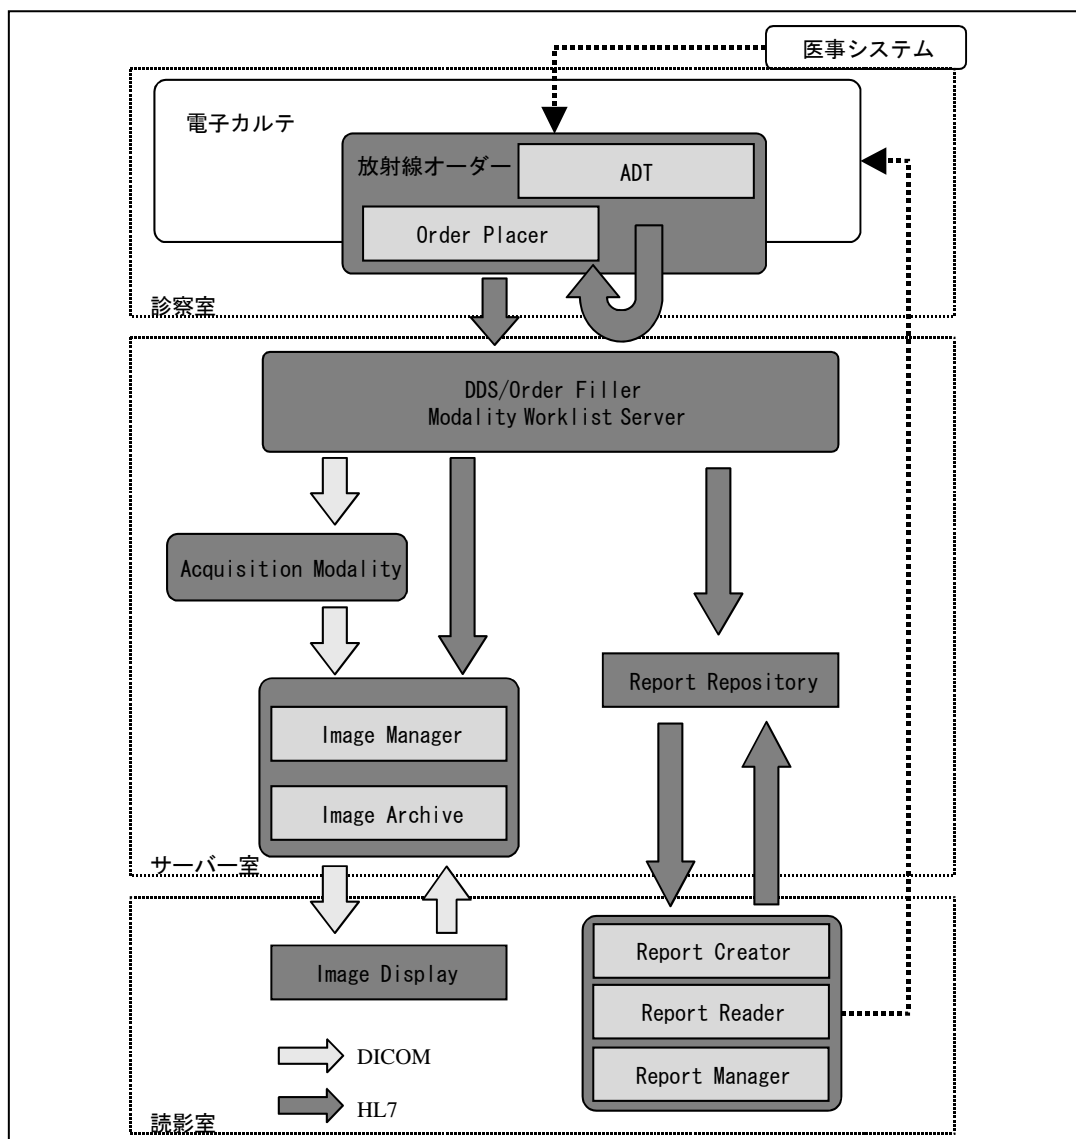 医事システム
電子カルテ
放射線オーダー
ADT
Order Placer
診察室
DDS/Order Filler
Modality Worklist Server
Acquisition Modality
Report Repository
Image Manager
Image Archive
サーバー室
Report Creator
Image Display
Report Reader
DICOM
Report Manager
HL7
読影室